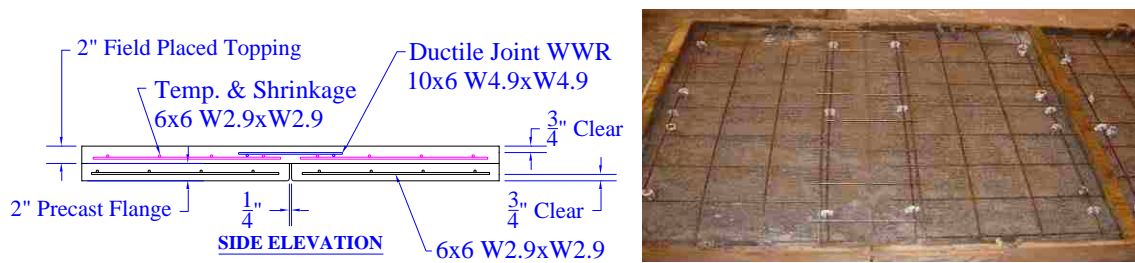 2" Field Placed Topping
Ductile Joint WWR
10x6 W4.9xW4.9
Temp. & Shrinkage
6x6 W2.9xW2.9
3/4" Clear
2" Precast Flange
1/4"
3/4" Clear
SIDE ELEVATION
6x6 W2.9xW2.9